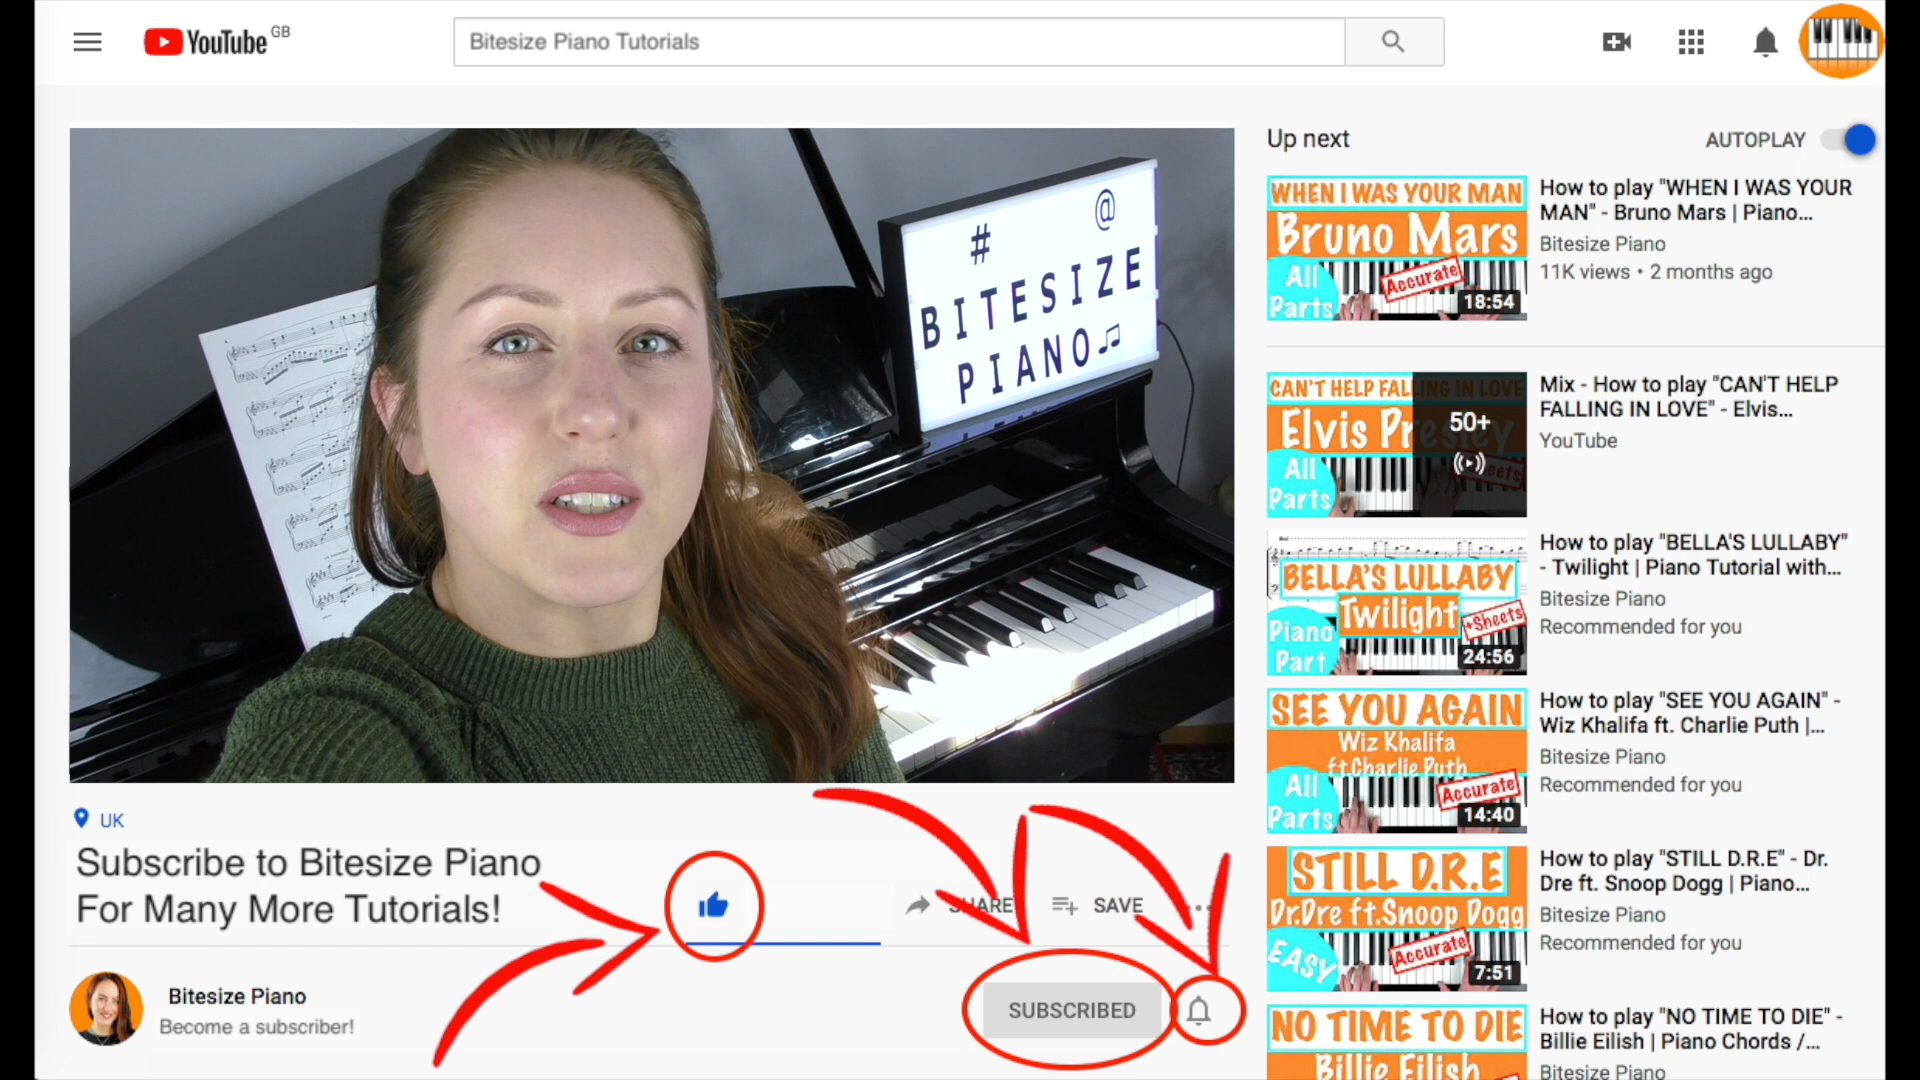 YouTube GB
Bitesize Piano Tutorials
#
@
BITESIZE
PIANO♫
UK
Subscribe to Bitesize Piano
For Many More Tutorials!
SHARE
SAVE
Bitesize Piano
Become a subscriber!
SUBSCRIBED
Up next
AUTOPLAY
WHEN I WAS YOUR MAN
Bruno Mars
All
Parts
Accurate
18:54
How to play "WHEN I WAS YOUR
MAN" - Bruno Mars | Piano...
Bitesize Piano
11K views • 2 months ago
CAN'T HELP FALLING IN LOVE
Elvis Presley
All
Parts
50+
Mix - How to play "CAN'T HELP
FALLING IN LOVE" - Elvis...
YouTube
BELLA'S LULLABY
Twilight
Piano
Part
+Sheets
24:56
How to play "BELLA'S LULLABY"
- Twilight | Piano Tutorial with...
Bitesize Piano
Recommended for you
SEE YOU AGAIN
Wiz Khalifa
ft.Charlie Puth
All
Parts
Accurate
14:40
How to play "SEE YOU AGAIN" -
Wiz Khalifa ft. Charlie Puth |...
Bitesize Piano
Recommended for you
STILL D.R.E
Dr.Dre ft.Snoop Dogg
EASY
Accurate
7:51
How to play "STILL D.R.E" - Dr.
Dre ft. Snoop Dogg | Piano...
Bitesize Piano
Recommended for you
NO TIME TO DIE
Billie Eilish
How to play "NO TIME TO DIE" -
Billie Eilish | Piano Chords /...
Bitesize Piano